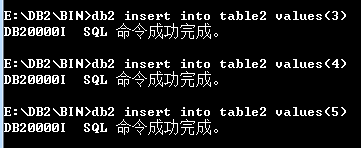 E:\DB2\BIN>db2 insert into table2 values(3)
DB20000I  SQL 命令成功完成。
E:\DB2\BIN>db2 insert into table2 values(4)
DB20000I  SQL 命令成功完成。
E:\DB2\BIN>db2 insert into table2 values(5)
DB20000I  SQL 命令成功完成。